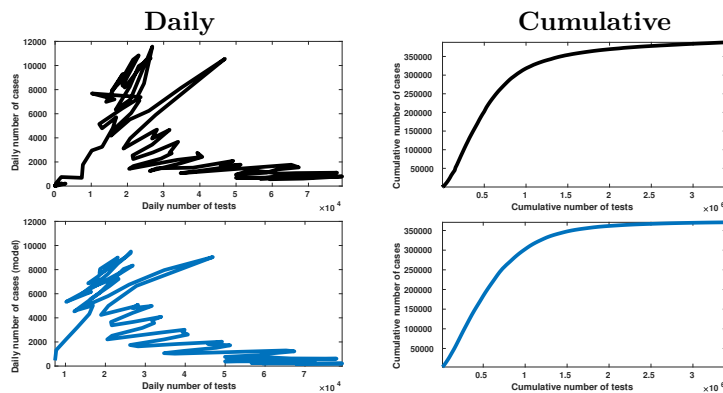 Daily
Cumulative
Daily number of cases
12000
10000
8000
6000
4000
2000
0
0 1 2 3 4 5 6 7
Daily number of tests
×10⁴
Cumulative number of cases
350000
300000
250000
200000
150000
100000
50000
0.5 1 1.5 2 2.5 3
Cumulative number of tests
×10⁶
Daily number of cases (model)
12000
10000
8000
6000
4000
2000
0
1 2 3 4 5 6 7
Daily number of tests
×10⁴
Cumulative number of cases
350000
300000
250000
200000
150000
100000
50000
0.5 1 1.5 2 2.5 3
Cumulative number of tests
×10⁶